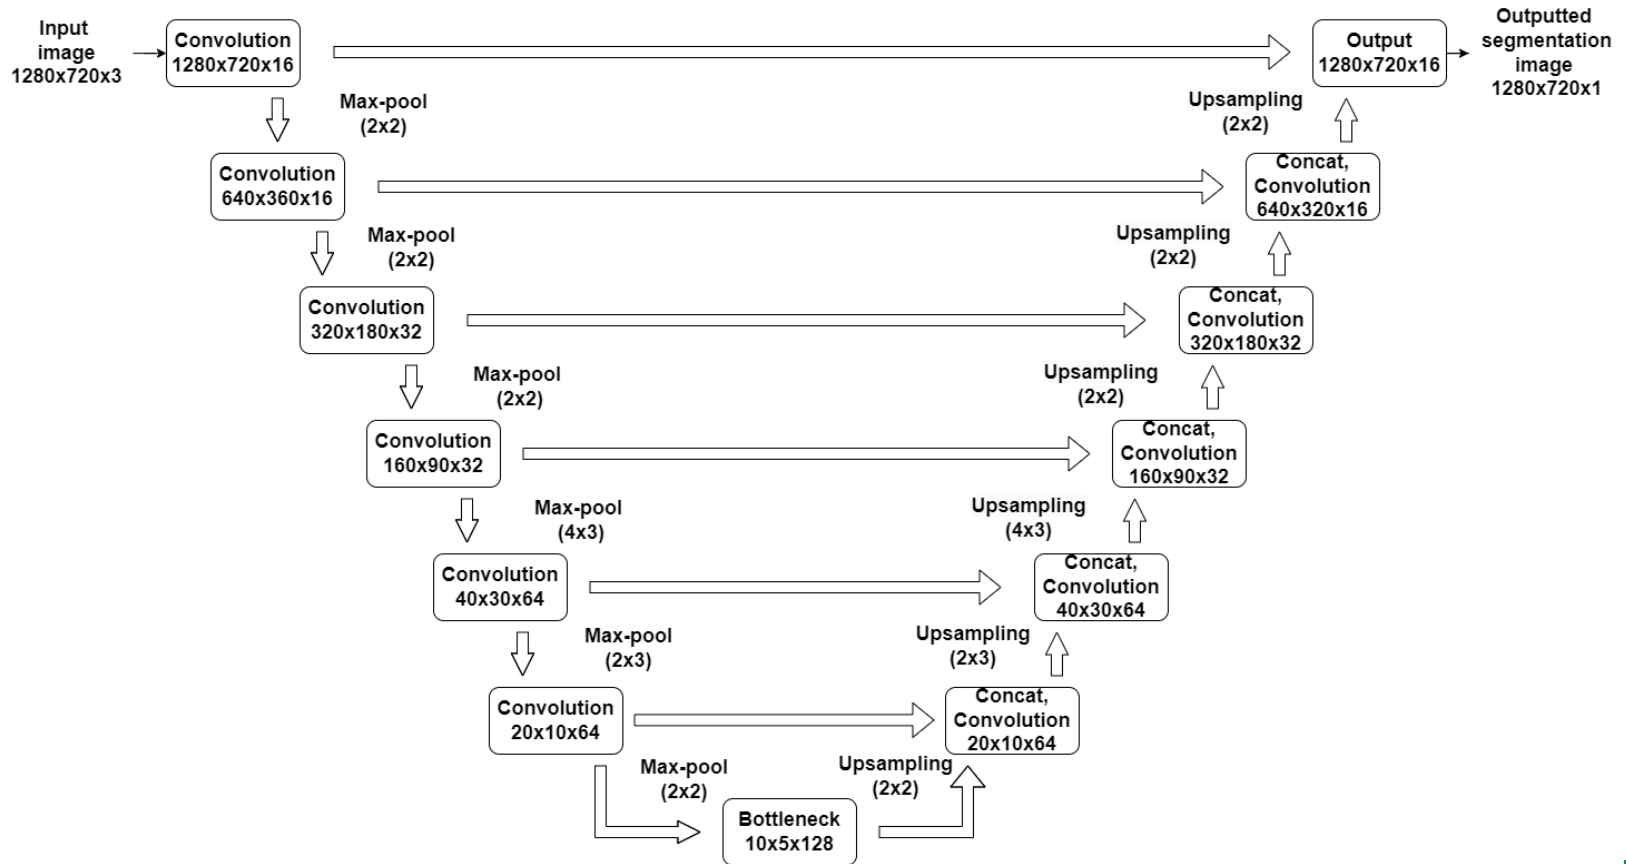 Input
image
1280x720x3
Convolution
1280x720x16
Output
1280x720x16
Outputted
segmentation
image
1280x720x1
Max-pool
(2x2)
Upsampling
(2x2)
Convolution
640x360x16
Concat,
Convolution
640x320x16
Max-pool
(2x2)
Upsampling
(2x2)
Convolution
320x180x32
Concat,
Convolution
320x180x32
Max-pool
(2x2)
Upsampling
(2x2)
Convolution
160x90x32
Concat,
Convolution
160x90x32
Max-pool
(4x3)
Upsampling
(4x3)
Convolution
40x30x64
Concat,
Convolution
40x30x64
Max-pool
(2x3)
Upsampling
(2x3)
Convolution
20x10x64
Concat,
Convolution
20x10x64
Max-pool
(2x2)
Upsampling
(2x2)
Bottleneck
10x5x128